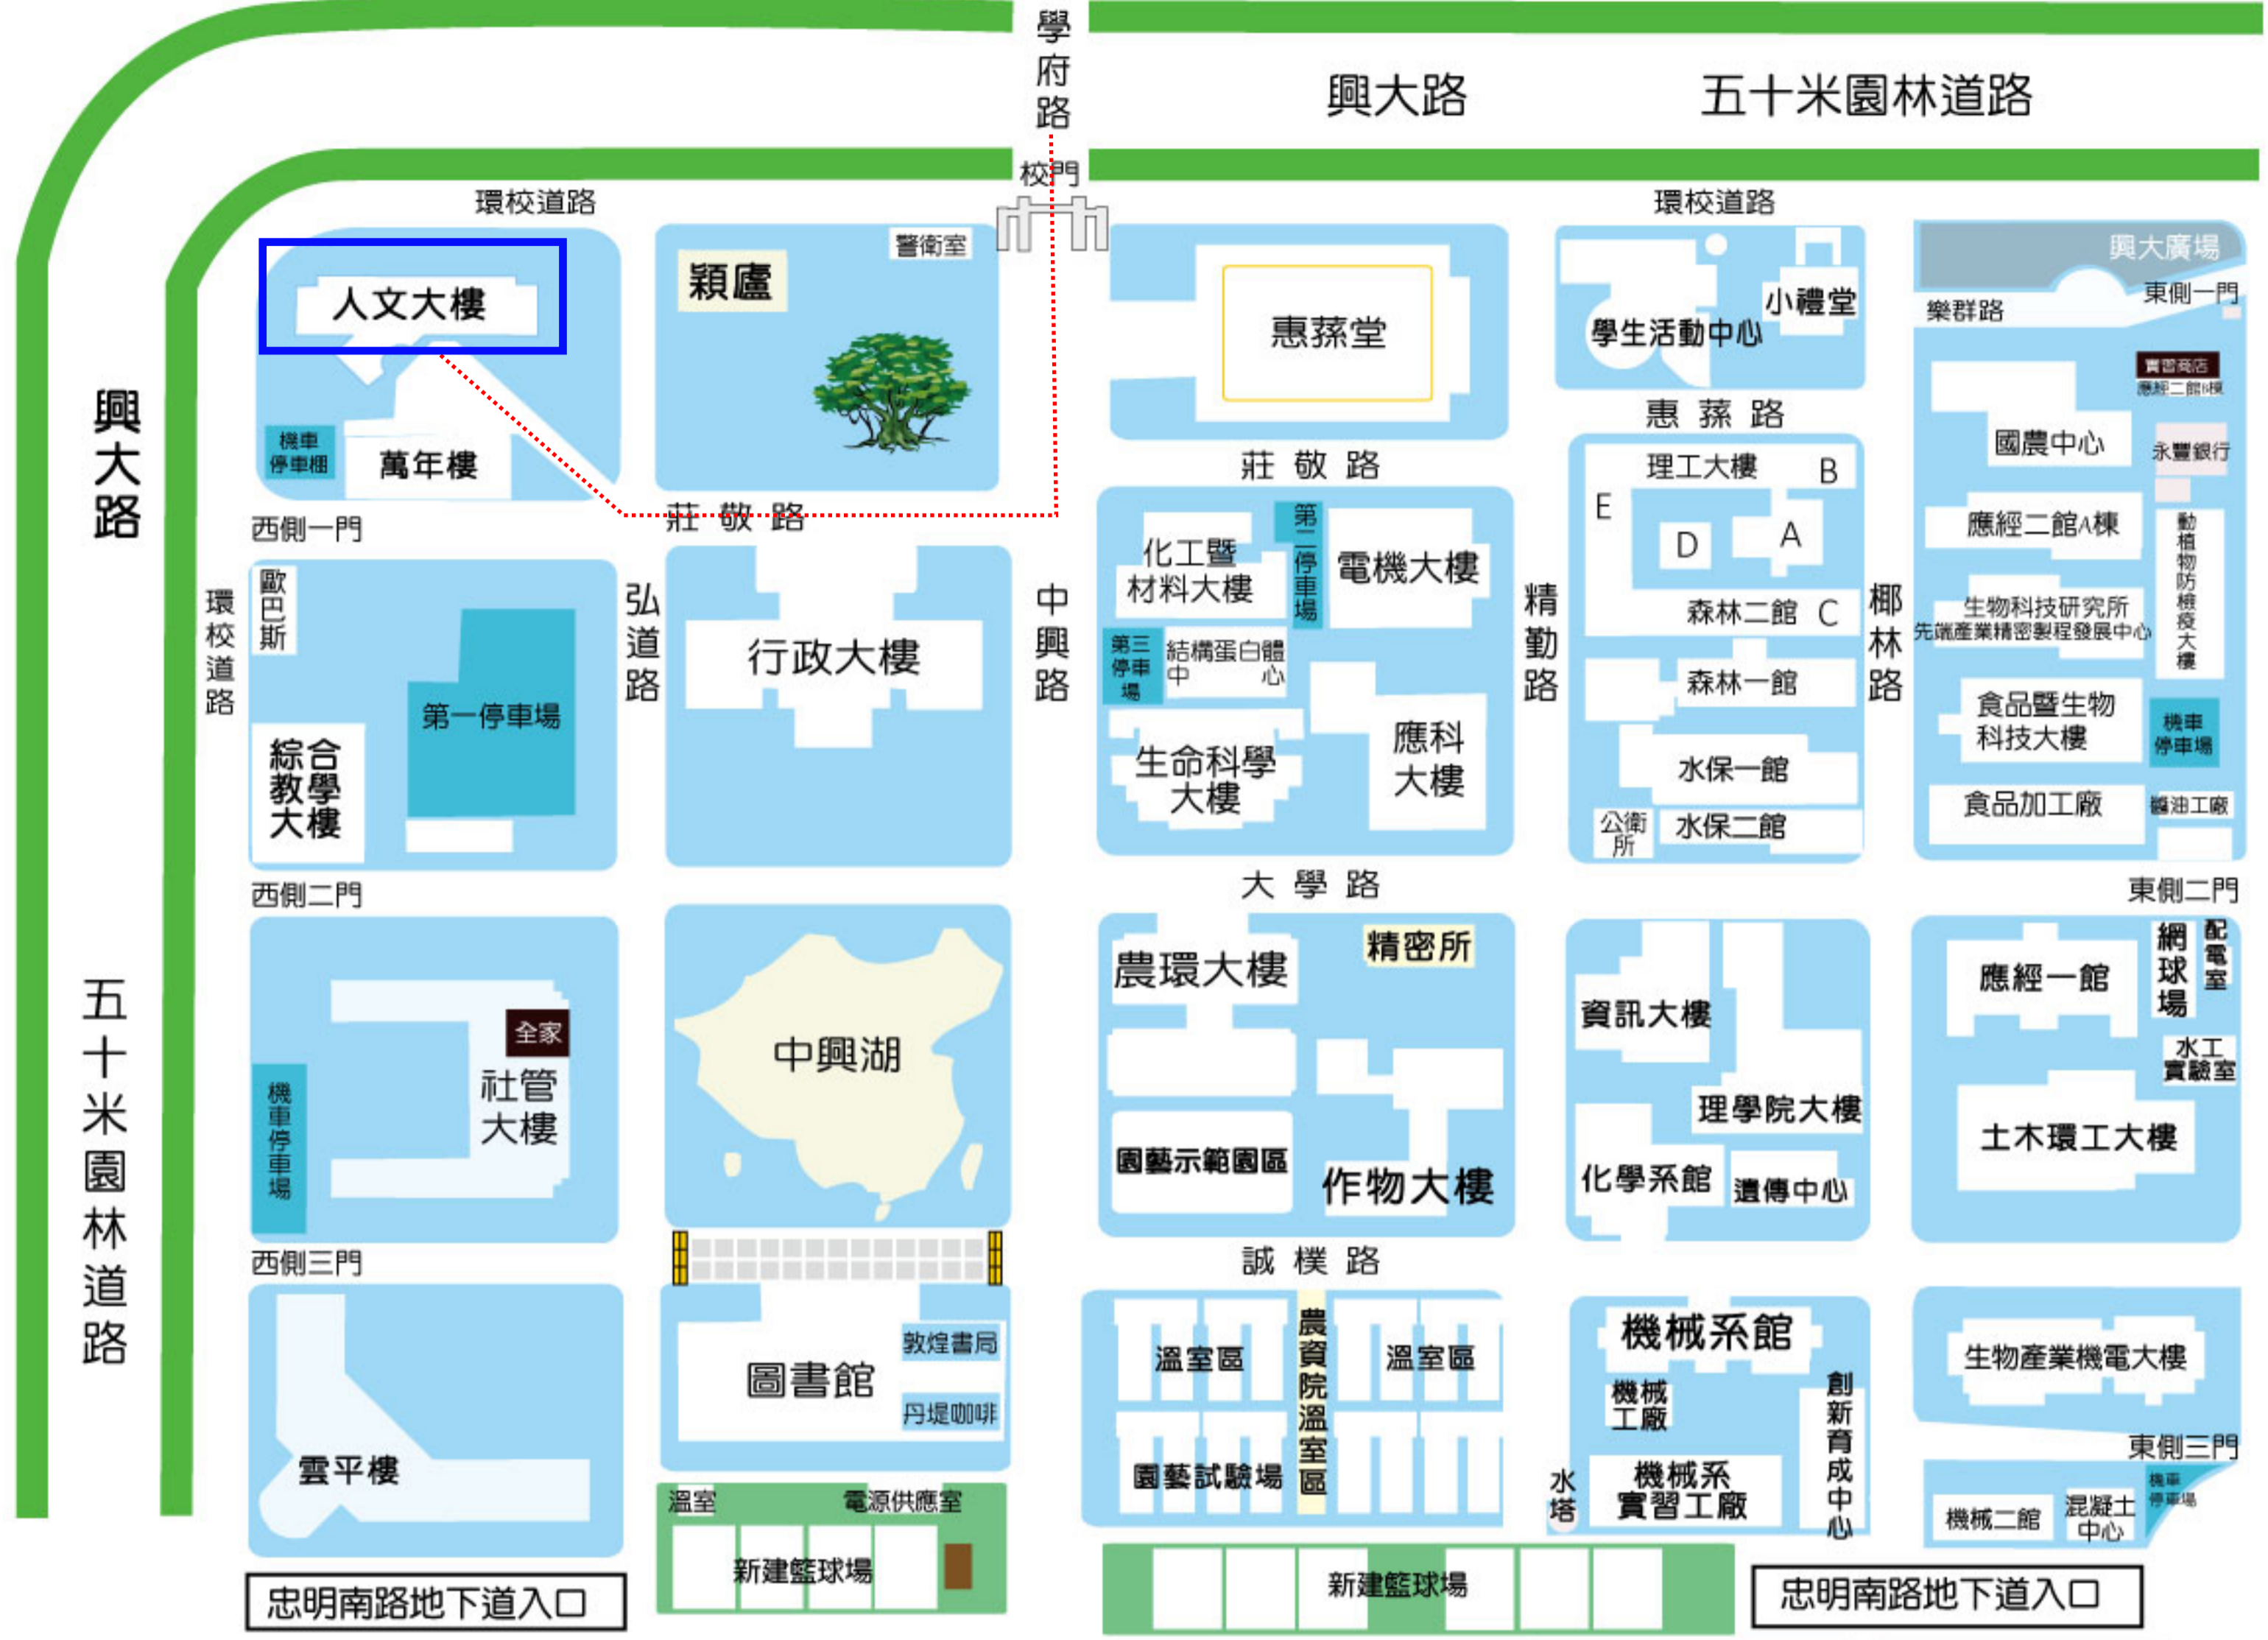 學府路
興大路
五十米園林道路
校門
環校道路
環校道路
人文大樓
穎廬
警衛室
惠蓀堂
學生活動中心
小禮堂
興大廣場
樂群路
東側一門
實習商店
應經二館B棟
國農中心
永豐銀行
機車
停車棚
萬年樓
惠蓀路
莊敬路
莊敬路
西側一門
興大路
理工大樓
B
E
D
A
森林二館 C
森林一館
水保一館
公衛
所
水保二館
應經二館A棟
動植物防檢疫大樓
生物科技研究所
先端產業精密製程發展中心
食品暨生物
科技大樓
機車
停車場
食品加工廠
醬油工廠
化工暨
材料大樓
第二停車場
電機大樓
第三
停車
場
結構蛋白體
中心
生命科學
大樓
應科
大樓
環校道路
歐巴斯
第一停車場
綜合
教學
大樓
弘道路
行政大樓
中興路
精勤路
椰林路
西側二門
大學路
東側二門
五十米園林道路
全家
社管
大樓
機車停車場
中興湖
農環大樓
精密所
園藝示範園區
作物大樓
資訊大樓
理學院大樓
化學系館
遺傳中心
應經一館
網球場
配電室
水工
實驗室
土木環工大樓
西側三門
誠樸路
雲平樓
圖書館
敦煌書局
丹堤咖啡
溫室區
農資院溫室區
溫室區
園藝試驗場
機械系館
機械
工廠
創新育成中心
機械系
實習工廠
水塔
生物產業機電大樓
東側三門
機車
停車場
機械二館
混凝土
中心
溫室
電源供應室
新建籃球場
新建籃球場
忠明南路地下道入口
忠明南路地下道入口